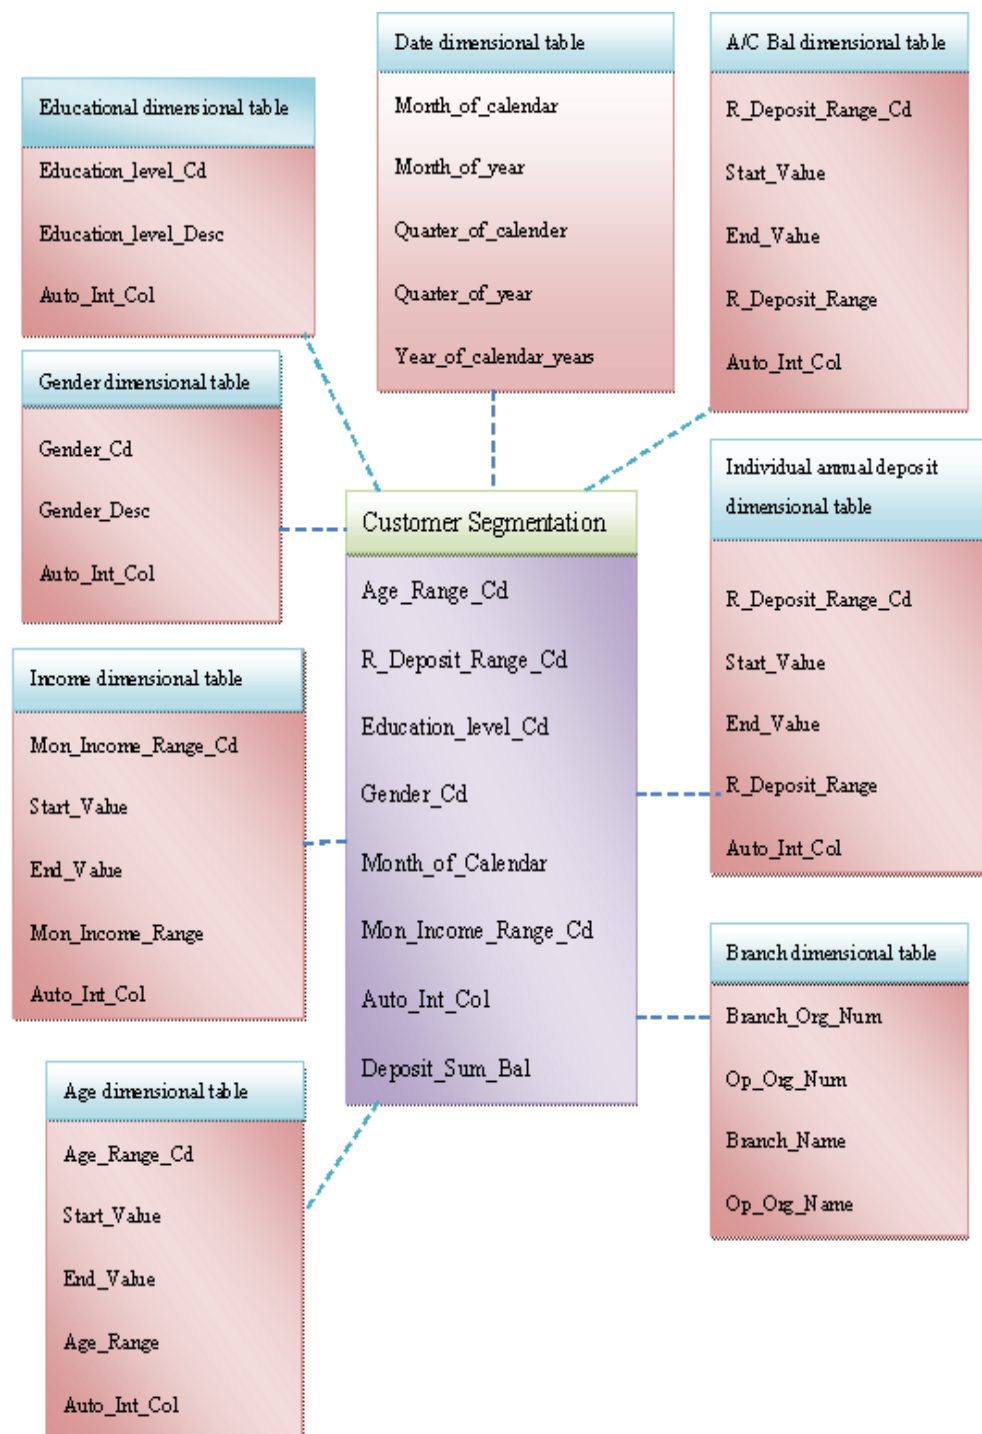 Educational dimensional table
Education_level_Cd
Education_level_Desc
Auto_Int_Col
Date dimensional table
Month_of_calendar
Month_of_year
Quarter_of_calender
Quarter_of_year
Year_of_calendar_years
A/C Bal dimensional table
R_Deposit_Range_Cd
Start_Value
End_Value
R_Deposit_Range
Auto_Int_Col
Gender dimensional table
Gender_Cd
Gender_Desc
Auto_Int_Col
Customer Segmentation
Age_Range_Cd
R_Deposit_Range_Cd
Education_level_Cd
Gender_Cd
Month_of_Calendar
Mon_Income_Range_Cd
Auto_Int_Col
Deposit_Sum_Bal
Individual annual deposit
dimensional table
R_Deposit_Range_Cd
Start_Value
End_Value
R_Deposit_Range
Auto_Int_Col
Income dimensional table
Mon_Income_Range_Cd
Start_Value
End_Value
Mon_Income_Range
Auto_Int_Col
Branch dimensional table
Branch_Org_Num
Op_Org_Num
Branch_Name
Op_Org_Name
Age dimensional table
Age_Range_Cd
Start_Value
End_Value
Age_Range
Auto_Int_Col